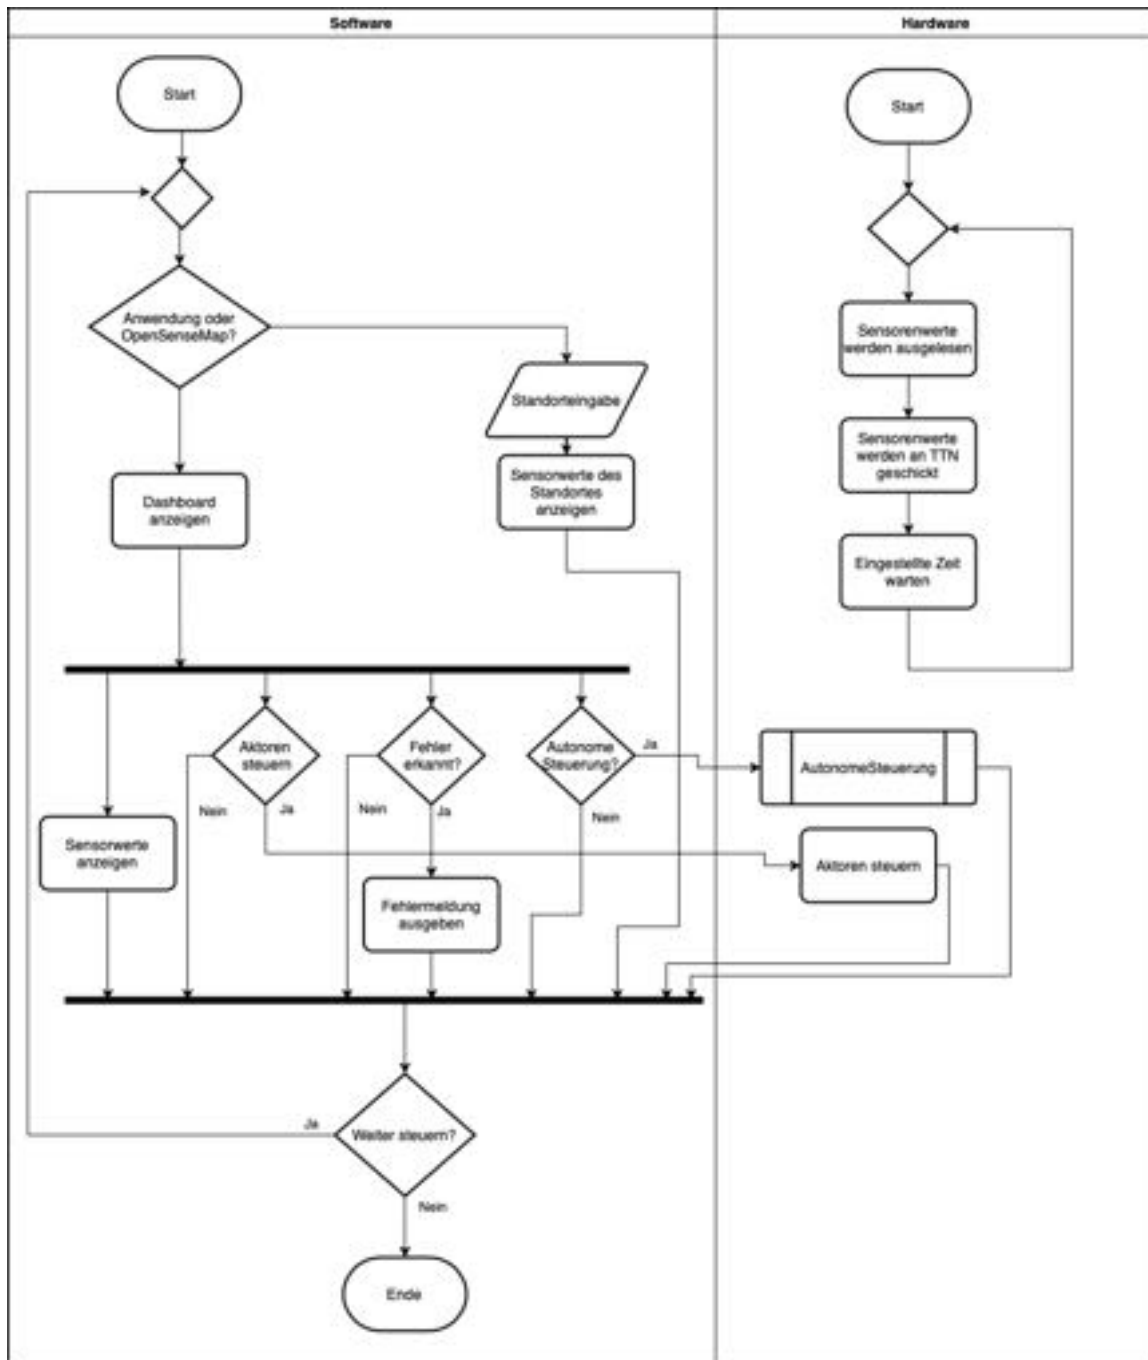 Software
Hardware
Start
Start
Anwendung oder
OpenSenseMap?
Sensorenwerte
werden ausgelesen
Standorteingabe
Sensorenwerte
werden an TTN
geschickt
Sensorwerte des
Standortes
anzeigen
Dashboard
anzeigen
Eingestellte Zeit
warten
Aktoren
steuern
Fehler
erkannt?
Autonome
Steuerung?
Ja
AutonomeSteuerung
Nein
Ja
Nein
Ja
Nein
Sensorwerte
anzeigen
Aktoren steuern
Fehlermeldung
ausgeben
Ja
Weiter steuern?
Nein
Ende